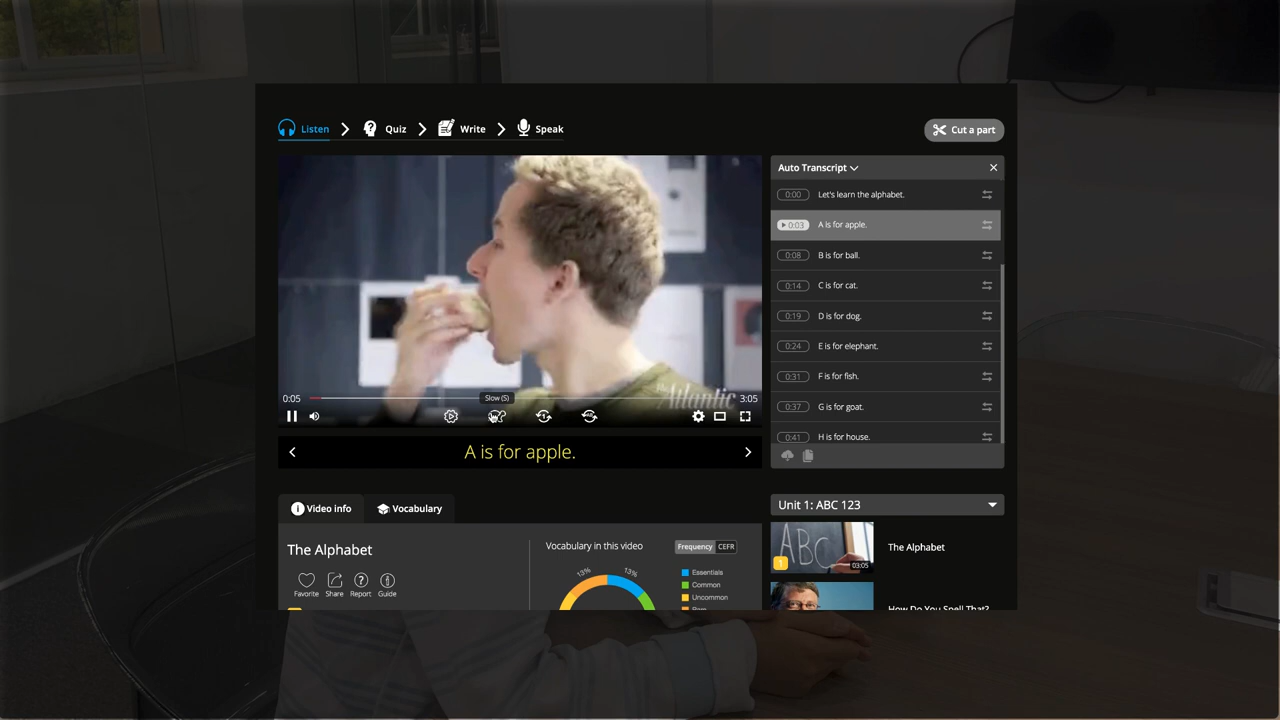 Listen
Quiz
Write
Speak
Cut a part
Auto Transcript
0:00 Let's learn the alphabet.
0:03 A is for apple.
0:08 B is for ball.
0:14 C is for cat.
0:19 D is for dog.
0:24 E is for elephant.
0:31 F is for fish.
0:37 G is for goat.
0:41 H is for house.
The Atlantic
Slow (S)
0:05
3:05
A is for apple.
Video info
Vocabulary
The Alphabet
Favorite
Share
Report
Guide
Vocabulary in this video
Frequency
CEFR
13%
13%
Essentials
Common
Uncommon
Rare
Unit 1: ABC 123
ABC
1
03:05
The Alphabet
How Do You Spell That?